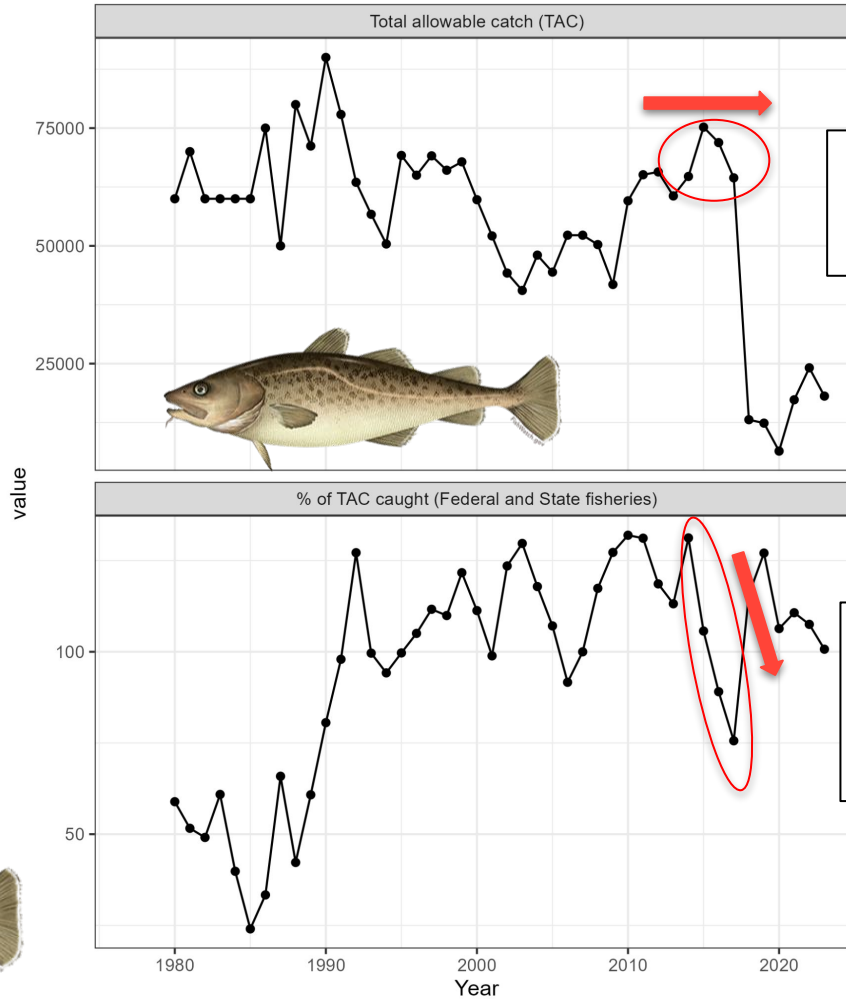 Total allowable catch (TAC)
75000
50000
25000
value
% of TAC caught (Federal and State fisheries)
100
50
1980
1990
2000
2010
2020
Year